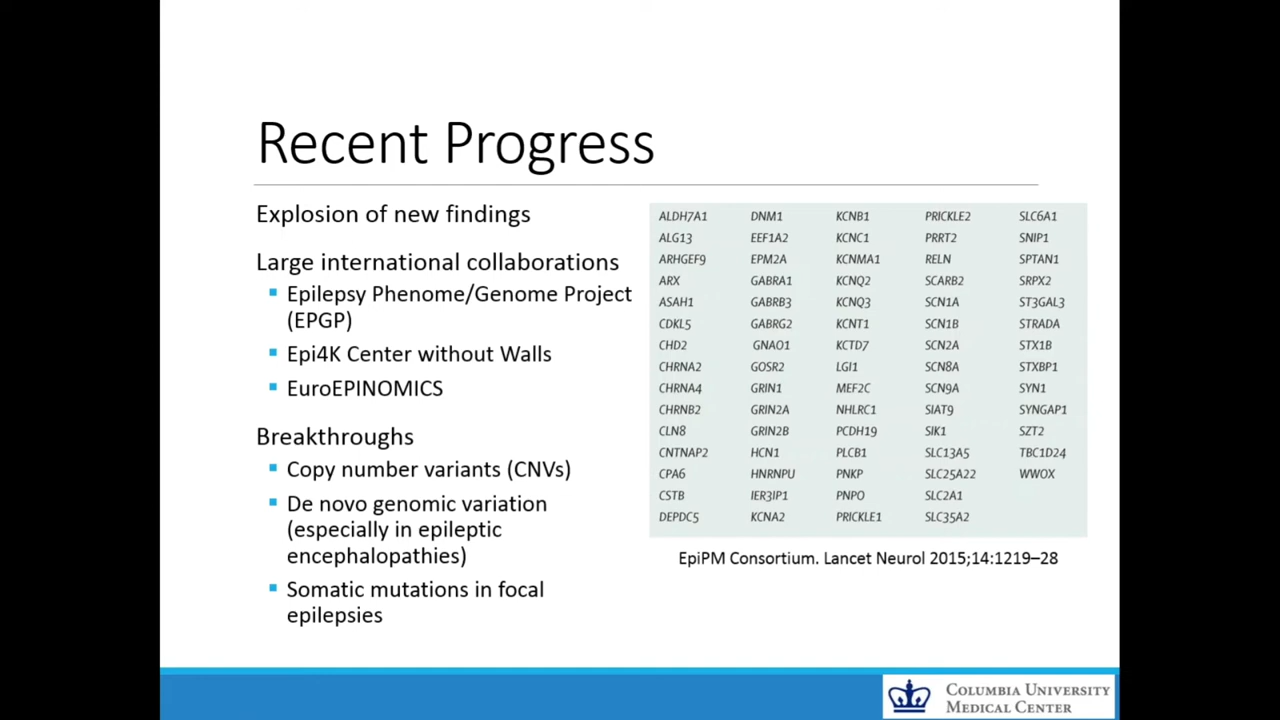 Recent Progress
Explosion of new findings
Large international collaborations
Epilepsy Phenome/Genome Project
(EPGP)
Epi4K Center without Walls
EuroEPINOMICS
Breakthroughs
Copy number variants (CNVs)
De novo genomic variation
(especially in epileptic
encephalopathies)
Somatic mutations in focal
epilepsies
ALDH7A1 DNM1 KCNB1 PRICKLE2 SLC6A1
ALG13 EEF1A2 KCNC1 PRRT2 SNIP1
ARHGEF9 EPM2A KCNMA1 RELN SPTAN1
ARX GABRA1 KCNQ2 SCARB2 SRPX2
ASAH1 GABRB3 KCNQ3 SCN1A ST3GAL3
CDKL5 GABRG2 KCNT1 SCN1B STRADA
CHD2 GNAO1 KCTD7 SCN2A STX1B
CHRNA2 GOSR2 LGI1 SCN8A STXBP1
CHRNA4 GRIN1 MEF2C SCN9A SYN1
CHRNB2 GRIN2A NHLRC1 SIAT9 SYNGAP1
CLN8 GRIN2B PCDH19 SIK1 SZT2
CNTNAP2 HCN1 PLCB1 SLC13A5 TBC1D24
CPA6 HNRNPU PNKP SLC25A22 WWOX
CSTB IER3IP1 PNPO SLC2A1
DEPDC5 KCNA2 PRICKLE1 SLC35A2
EpiPM Consortium. Lancet Neurol 2015;14:1219–28
COLUMBIA UNIVERSITY
MEDICAL CENTER